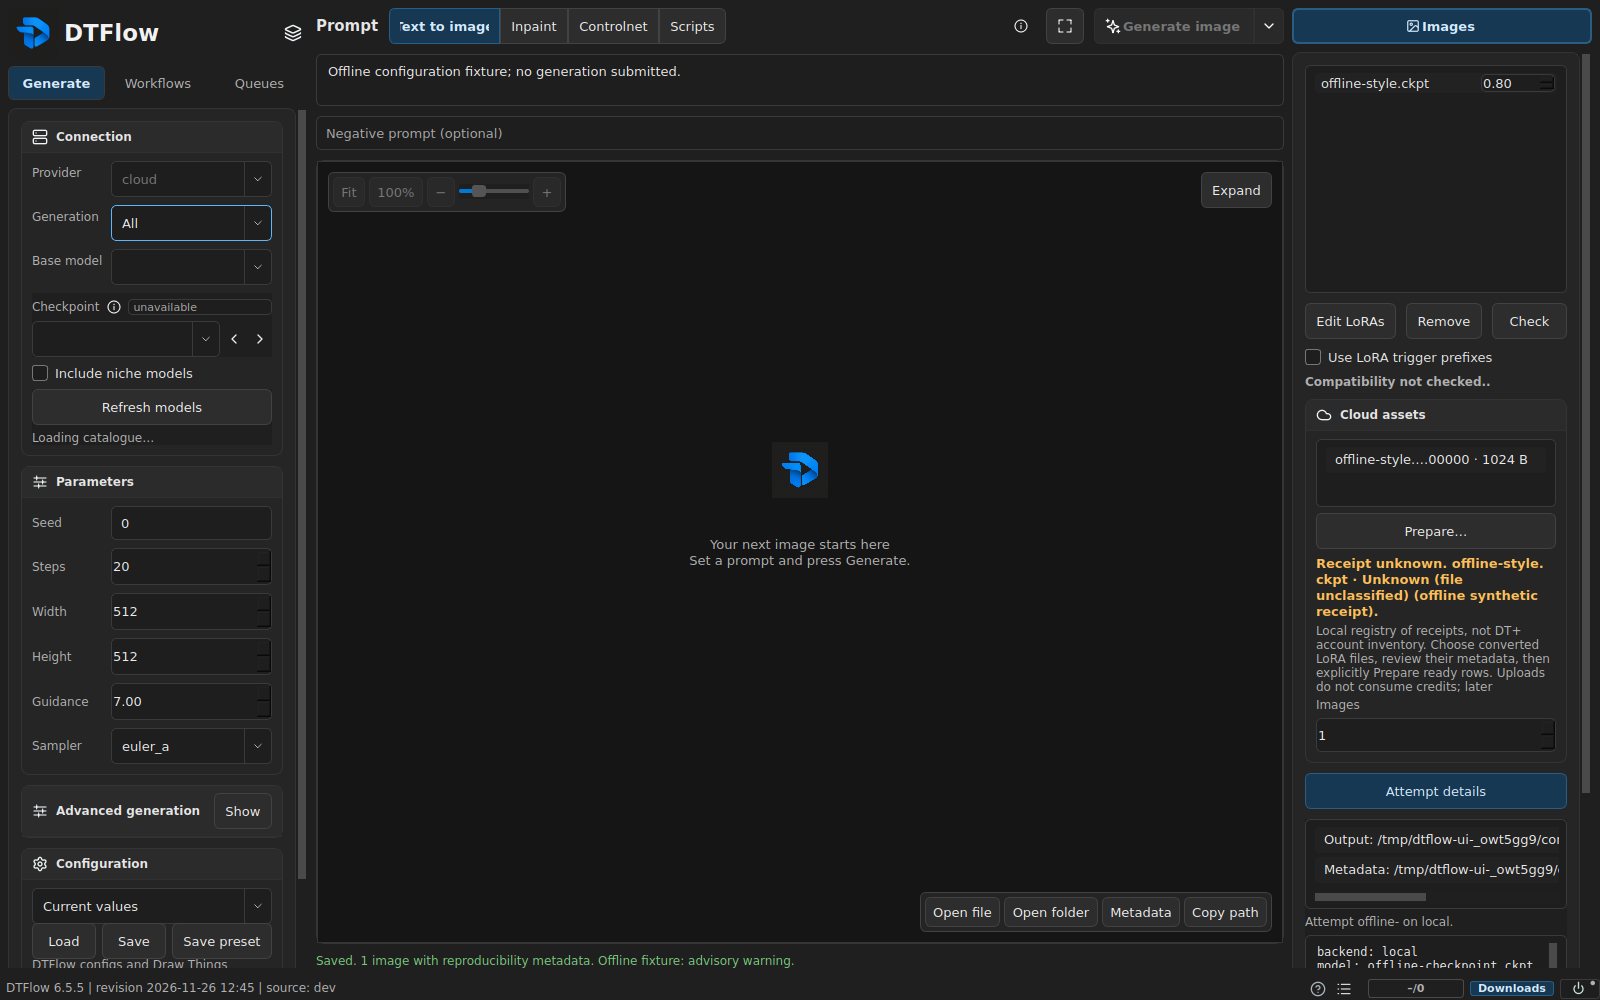 DTFlow
Generate
Workflows
Queues
Connection
Provider
cloud
Generation
All
Base model
Checkpoint
unavailable
Include niche models
Refresh models
Loading catalogue...
Parameters
Seed
0
Steps
20
Width
512
Height
512
Guidance
7.00
Sampler
euler_a
Advanced generation
Show
Configuration
Current values
Load
Save
Save preset
DTFlow configs and Draw Things
Prompt
Text to image
Inpaint
Controlnet
Scripts
Generate image
Offline configuration fixture; no generation submitted.
Negative prompt (optional)
Fit
100%
−
+
Expand
Your next image starts here
Set a prompt and press Generate.
Open file
Open folder
Metadata
Copy path
Saved. 1 image with reproducibility metadata. Offline fixture: advisory warning.
Images
offline-style.ckpt
0.80
Edit LoRAs
Remove
Check
Use LoRA trigger prefixes
Compatibility not checked..
Cloud assets
offline-style....00000 · 1024 B
Prepare...
Receipt unknown. offline-style.
ckpt · Unknown (file
unclassified) (offline synthetic
receipt).
Local registry of receipts, not DT+
account inventory. Choose converted
LoRA files, review their metadata, then
explicitly Prepare ready rows. Uploads
do not consume credits; later
Images
1
Attempt details
Output: /tmp/dtflow-ui-_owt5gg9/cor
Metadata: /tmp/dtflow-ui-_owt5gg9/
Attempt offline- on local.
backend: local
model: offline-checkpoint.ckpt
DTFlow 6.5.5 | revision 2026-11-26 12:45 | source: dev
–/0
Downloads